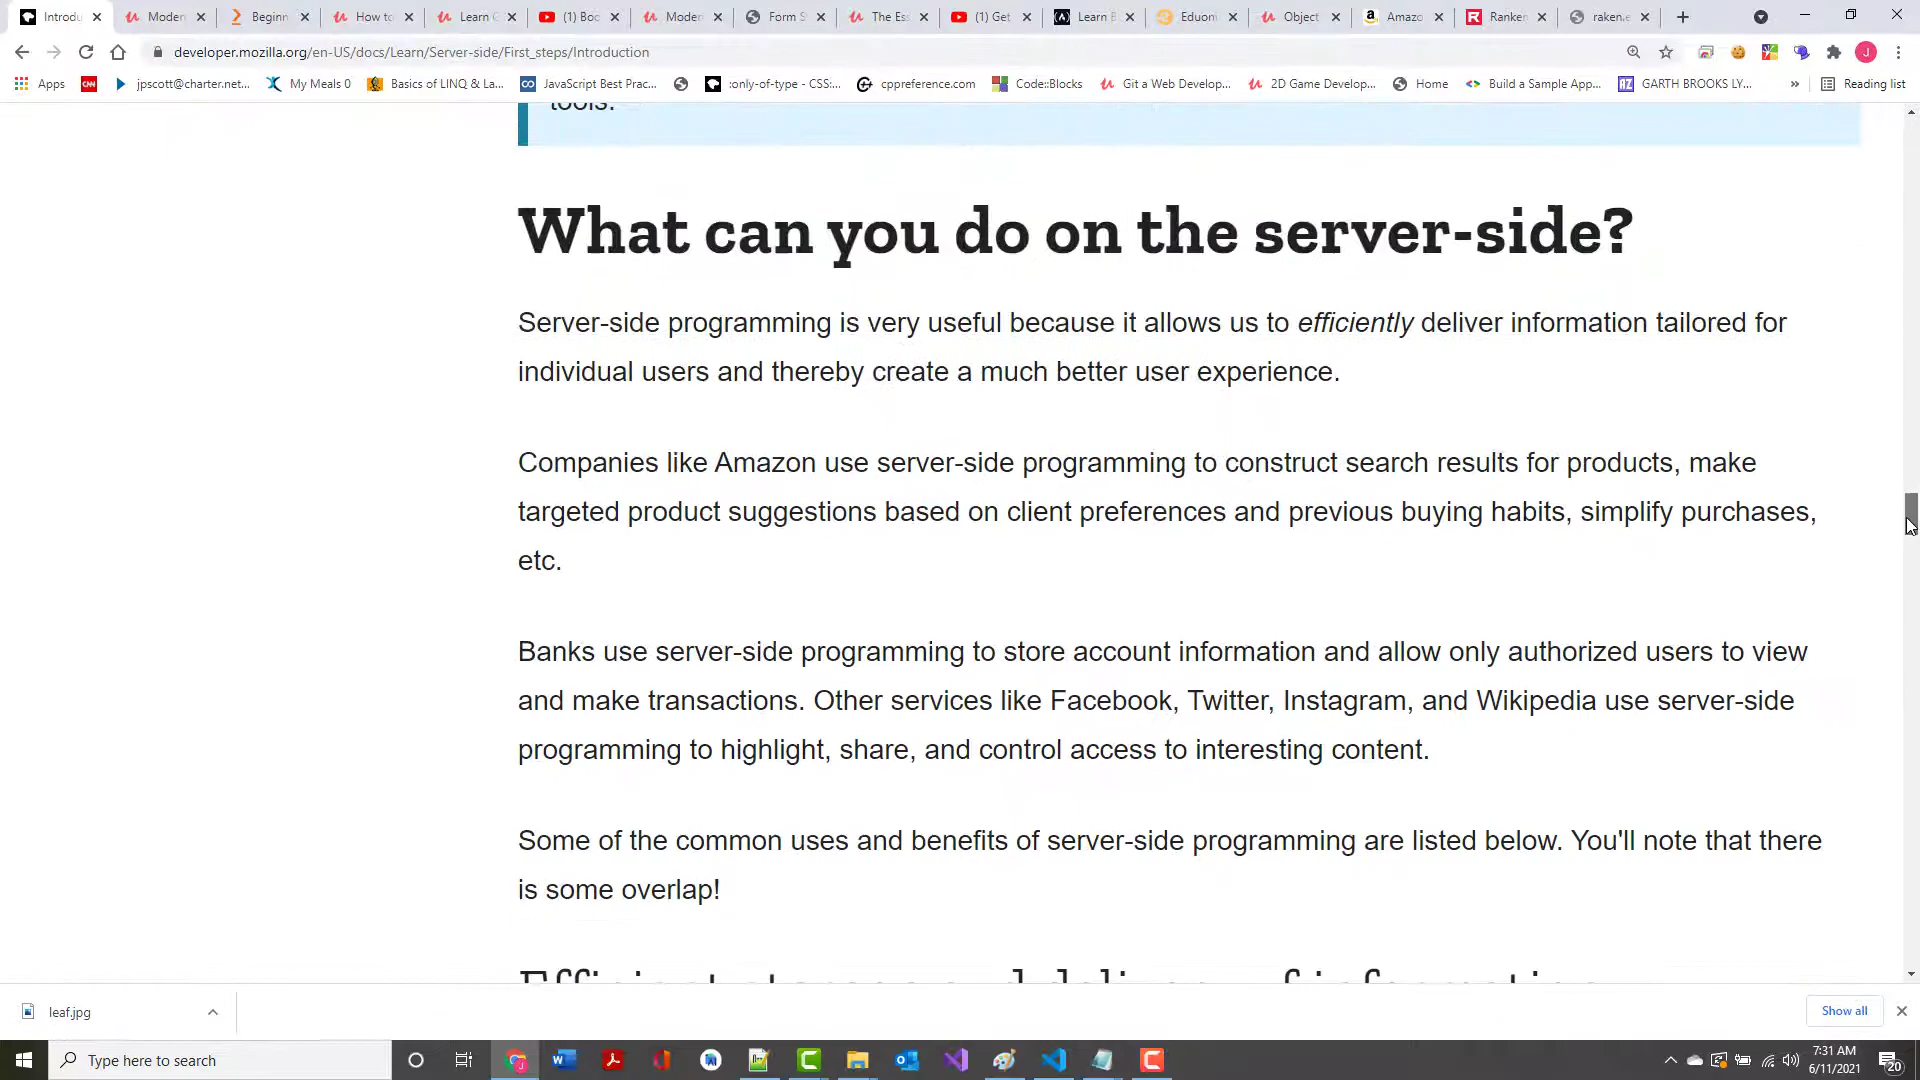 Introdu
Modern
Beginn
How to
Learn C
(1) Boo
Modern
Form S
The Ess
(1) Get
Learn B
Eduon
Object
Amazo
Ranken
raken.e
developer.mozilla.org/en-US/docs/Learn/Server-side/First_steps/Introduction
Apps
CNN
jpscott@charter.net...
My Meals 0
Basics of LINQ & La...
JavaScript Best Prac...
:only-of-type - CSS:...
cppreference.com
Code::Blocks
Git a Web Develop...
2D Game Develop...
Home
Build a Sample App...
GARTH BROOKS LY...
»
Reading list
tools.
What can you do on the server-side?
Server-side programming is very useful because it allows us to efficiently deliver information tailored for
individual users and thereby create a much better user experience.
Companies like Amazon use server-side programming to construct search results for products, make
targeted product suggestions based on client preferences and previous buying habits, simplify purchases,
etc.
Banks use server-side programming to store account information and allow only authorized users to view
and make transactions. Other services like Facebook, Twitter, Instagram, and Wikipedia use server-side
programming to highlight, share, and control access to interesting content.
Some of the common uses and benefits of server-side programming are listed below. You'll note that there
is some overlap!
Efficient storage and delivery of information
leaf.jpg
Show all
Type here to search
7:31 AM
6/11/2021
20